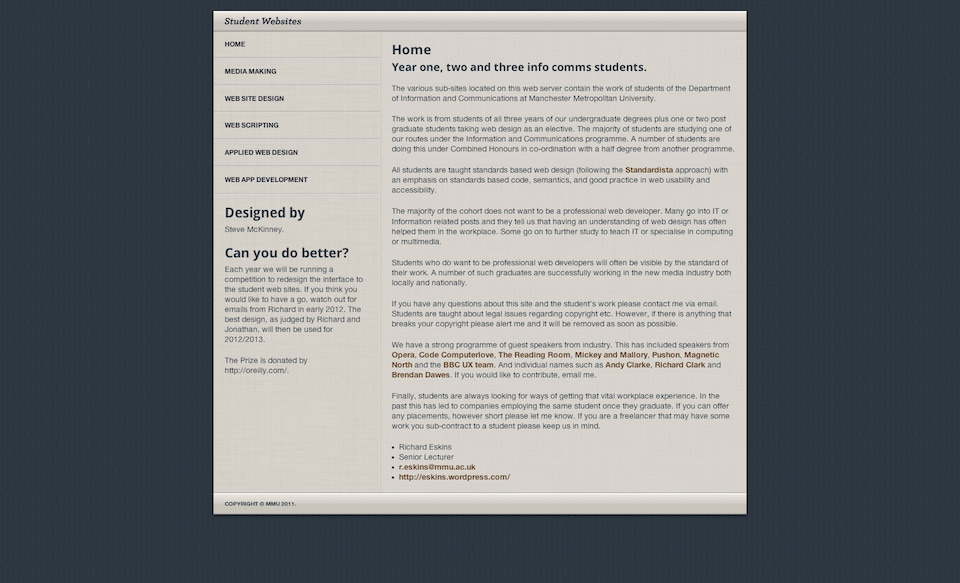 Student Websites
HOME
MEDIA MAKING
WEB SITE DESIGN
WEB SCRIPTING
APPLIED WEB DESIGN
WEB APP DEVELOPMENT
Designed by
Steve McKinney.
Can you do better?
Each year we will be running a
competition to redesign the interface to
the student web sites. If you think you
would like to have a go, watch out for
emails from Richard in early 2012. The
best design, as judged by Richard and
Jonathan, will then be used for
2012/2013.
The Prize is donated by
http://oreilly.com/.
Home
Year one, two and three info comms students.
The various sub-sites located on this web server contain the work of students of the Department
of Information and Communications at Manchester Metropolitan University.
The work is from students of all three years of our undergraduate degrees plus one or two post
graduate students taking web design as an elective. The majority of students are studying one of
our routes under the Information and Communications programme. A number of students are
doing this under Combined Honours in co-ordination with a half degree from another programme.
All students are taught standards based web design (following the Standardista approach) with
an emphasis on standards based code, semantics, and good practice in web usability and
accessibility.
The majority of the cohort does not want to be a professional web developer. Many go into IT or
Information related posts and they tell us that having an understanding of web design has often
helped them in the workplace. Some go on to further study to teach IT or specialise in computing
or multimedia.
Students who do want to be professional web developers will often be visible by the standard of
their work. A number of such graduates are successfully working in the new media industry both
locally and nationally.
If you have any questions about this site and the student's work please contact me via email.
Students are taught about legal issues regarding copyright etc. However, if there is anything that
breaks your copyright please alert me and it will be removed as soon as possible.
We have a strong programme of guest speakers from industry. This has included speakers from
Opera, Code Computerlove, The Reading Room, Mickey and Mallory, Pushon, Magnetic
North and the BBC UX team. And individual names such as Andy Clarke, Richard Clark and
Brendan Dawes. If you would like to contribute, email me.
Finally, students are always looking for ways of getting that vital workplace experience. In the
past this has led to companies employing the same student once they graduate. If you can offer
any placements, however short please let me know. If you are a freelancer that may have some
work you sub-contract to a student please keep us in mind.
• Richard Eskins
• Senior Lecturer
• r.eskins@mmu.ac.uk
• http://eskins.wordpress.com/
COPYRIGHT © MMU 2011.